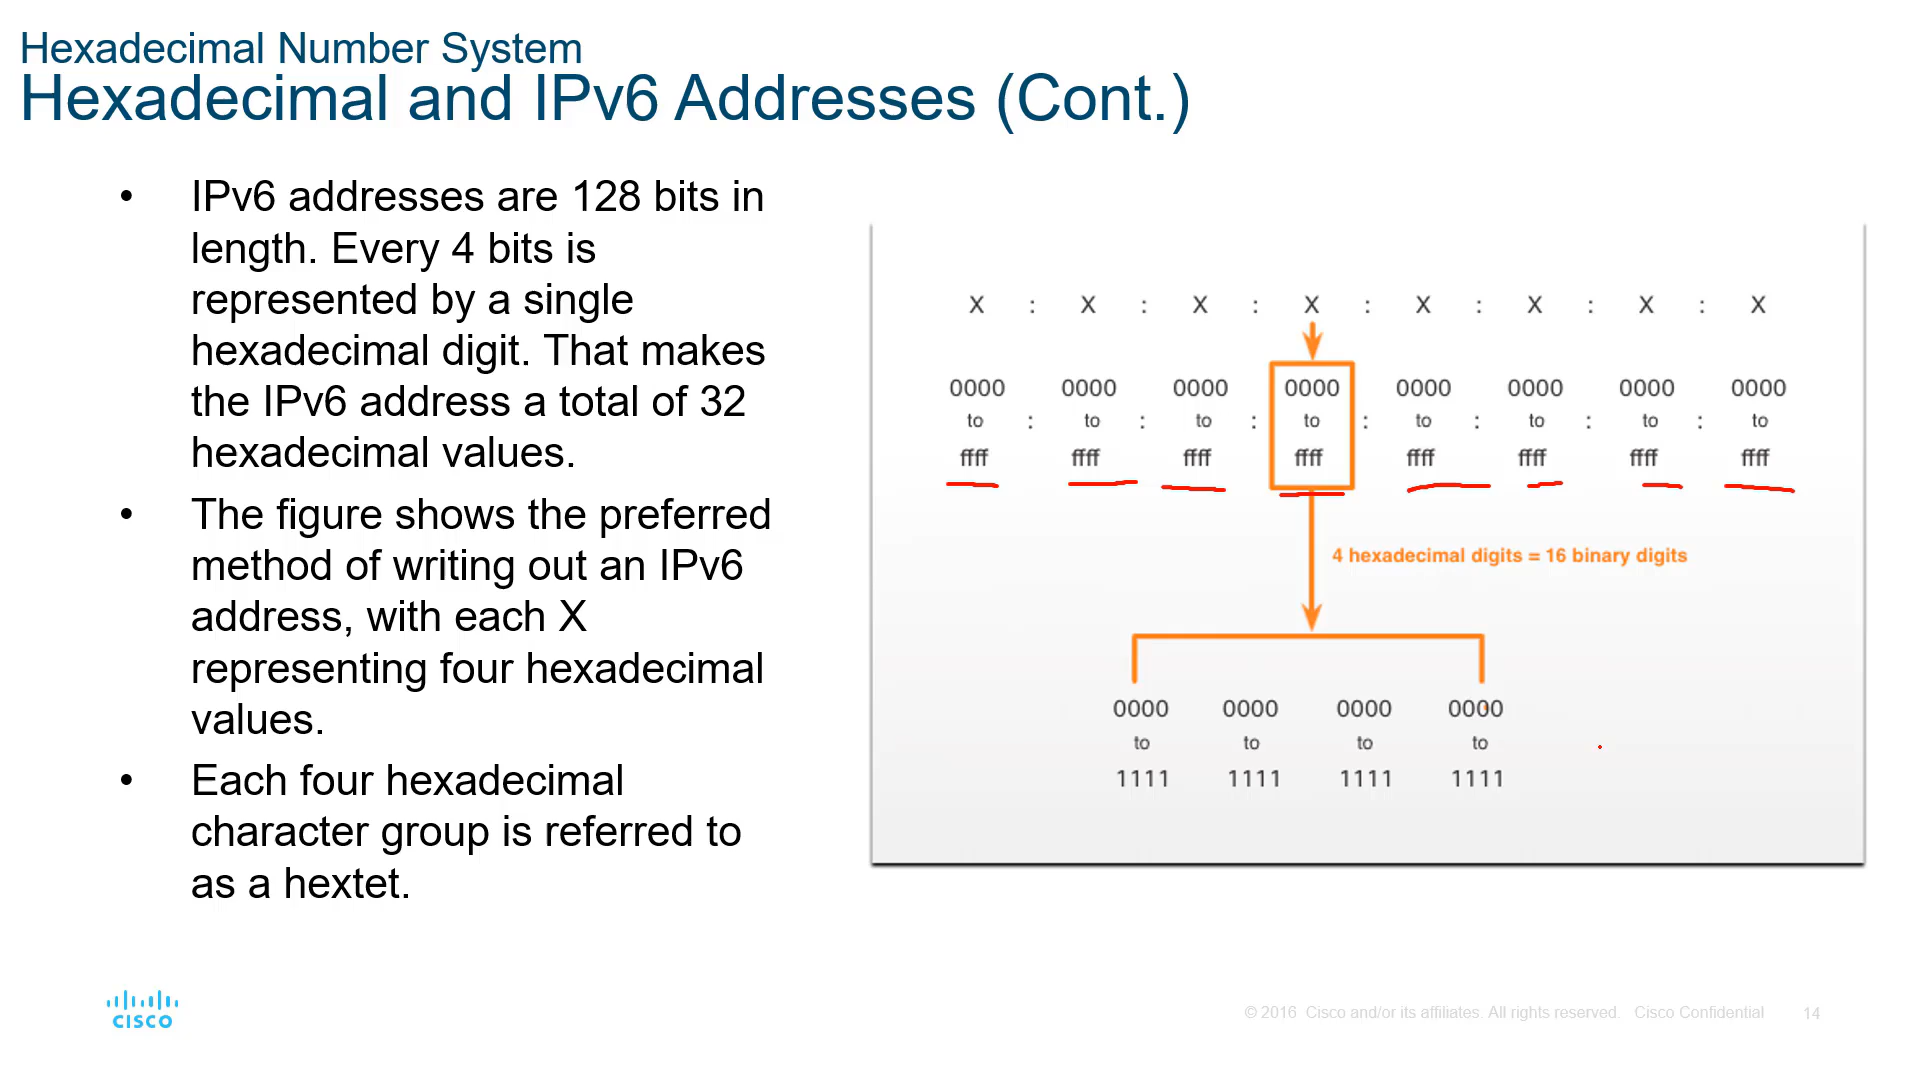 Hexadecimal Number System
Hexadecimal and IPv6 Addresses (Cont.)
• IPv6 addresses are 128 bits in
length. Every 4 bits is
represented by a single
hexadecimal digit. That makes
the IPv6 address a total of 32
hexadecimal values.
• The figure shows the preferred
method of writing out an IPv6
address, with each X
representing four hexadecimal
values.
• Each four hexadecimal
character group is referred to
as a hextet.
X : X : X : X : X : X : X : X
0000 0000 0000 0000 0000 0000 0000 0000
to : to : to : to : to : to : to : to
ffff ffff ffff ffff ffff ffff ffff ffff
4 hexadecimal digits = 16 binary digits
0000 0000 0000 0000
to to to to
1111 1111 1111 1111
CISCO
© 2016 Cisco and/or its affiliates. All rights reserved. Cisco Confidential 14